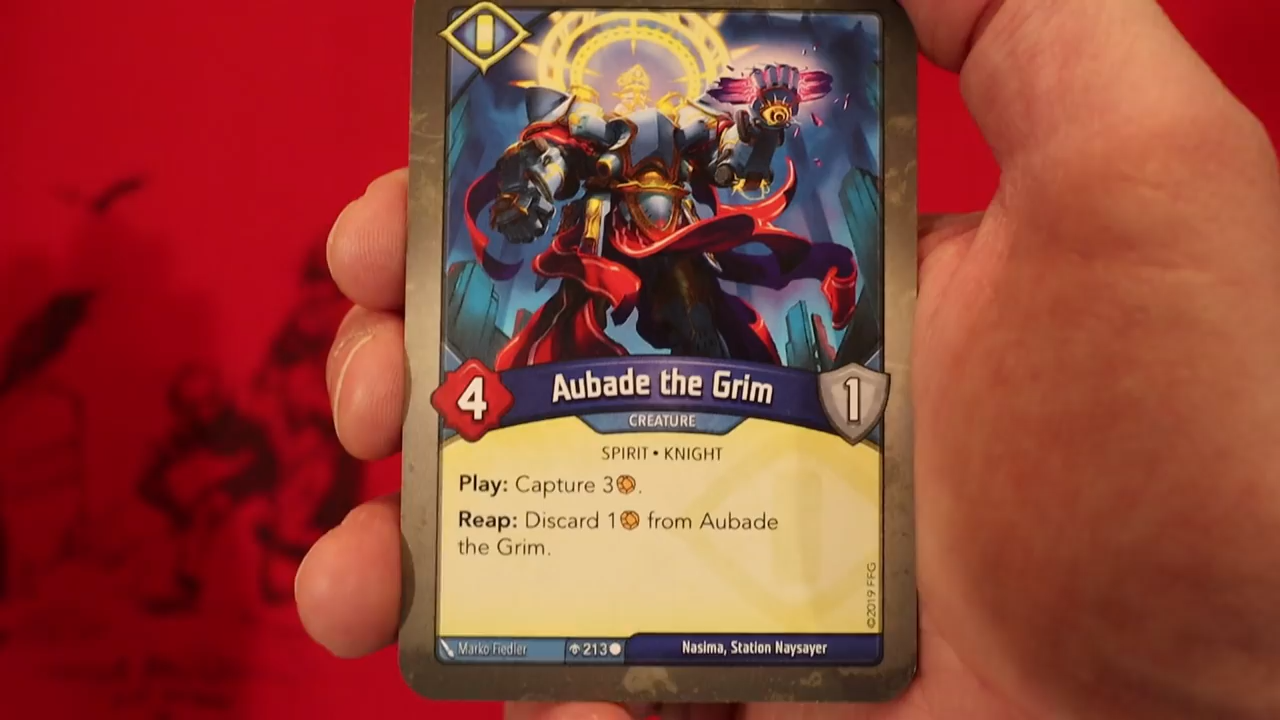 Aubade the Grim
4
1
CREATURE
SPIRIT • KNIGHT
Play: Capture 3.
Reap: Discard 1 from Aubade
the Grim.
©2019 FFG
Marko Fiedler
213
Nasima, Station Naysayer